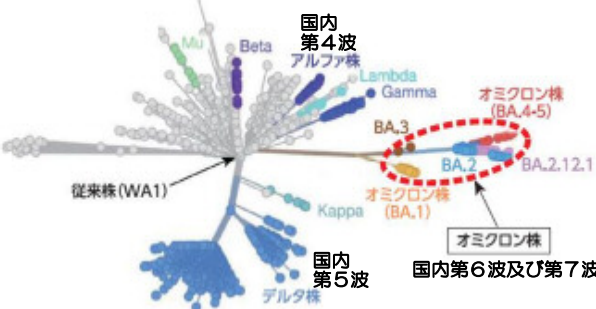 国内
第４波
Mu
Beta
アルファ株
Lambda
Gamma
オミクロン株
(BA.4-5)
BA.3
BA.2
BA.2.12.1
従来株(WA1)
オミクロン株
(BA.1)
Kappa
オミクロン株
国内
第５波
国内第６波及び第７波
デルタ株